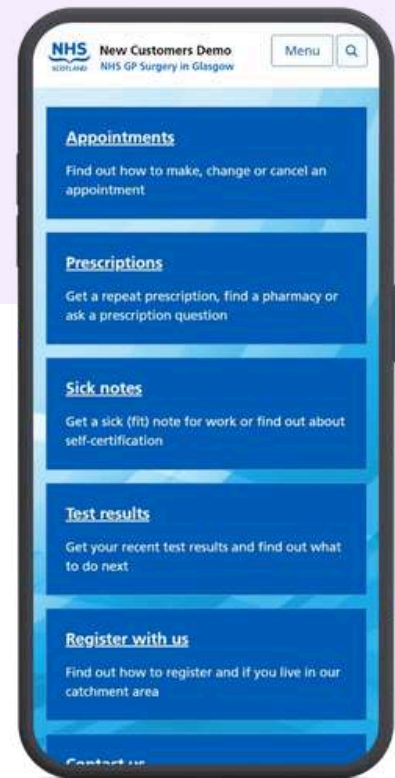 NHS
SCOTLAND
New Customers Demo
NHS GP Surgery in Glasgow
Menu
Appointments
Find out how to make, change or cancel an
appointment
Prescriptions
Get a repeat prescription, find a pharmacy or
ask a prescription question
Sick notes
Get a sick (fit) note for work or find out about
self-certification
Test results
Get your recent test results and find out what
to do next
Register with us
Find out how to register and if you live in our
catchment area
Contact us